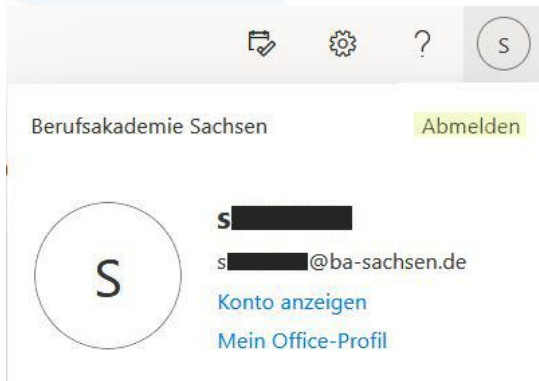 ? S
Berufsakademie Sachsen Abmelden
S
s
s @ba-sachsen.de
Konto anzeigen
Mein Office-Profil